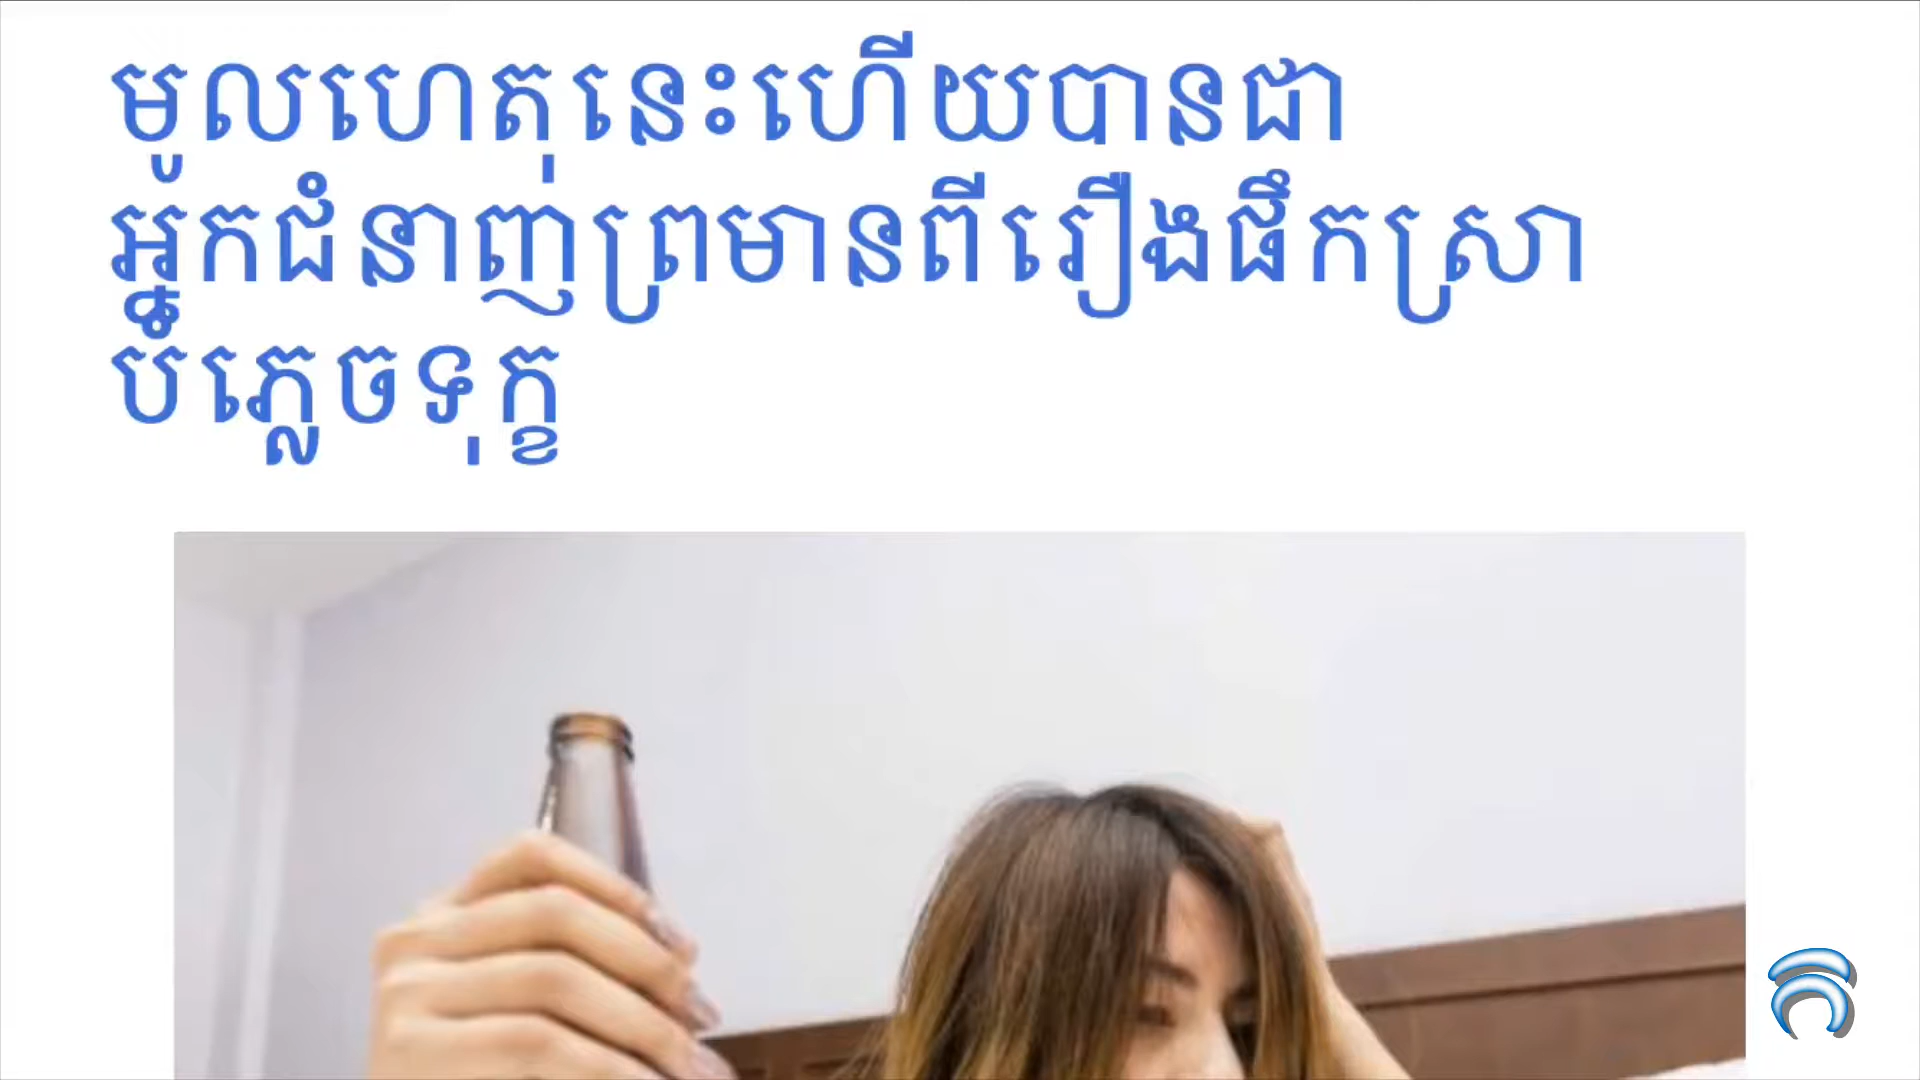 មូលហេតុនេះហើយបានជា
អ្នកជំនាញព្រមានពីរឿងផឹកស្រា
បំភ្លេចទុក្ខ